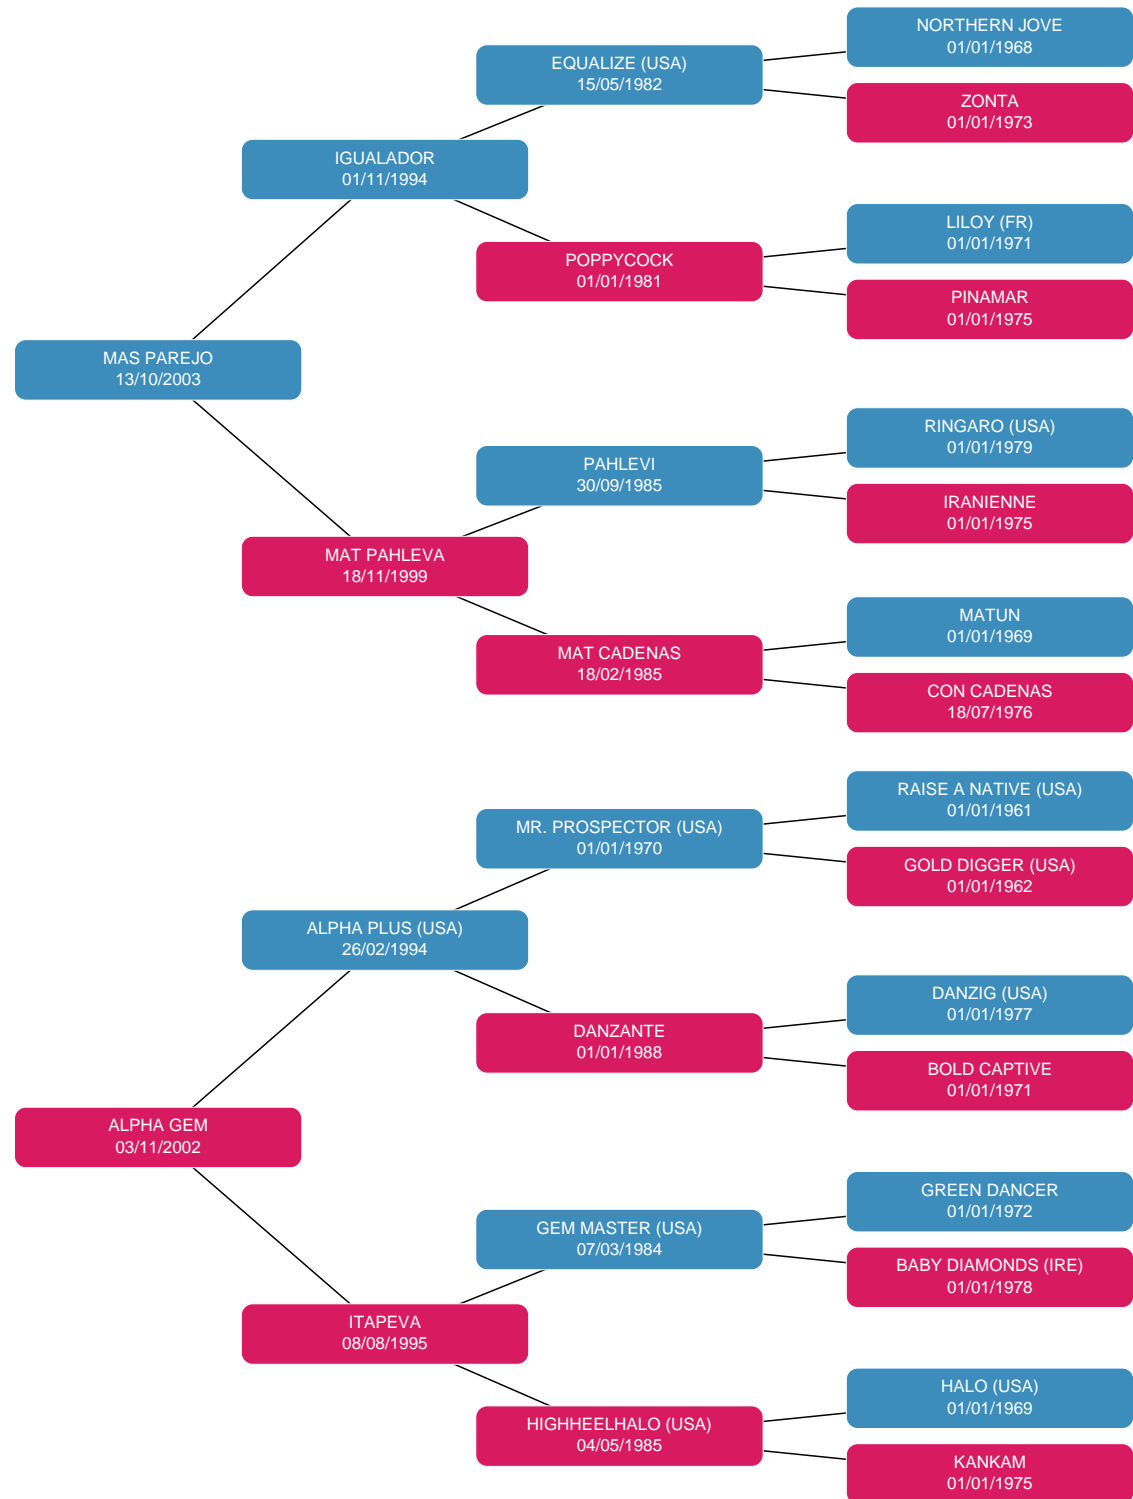 NORTHERN JOVE
01/01/1968
EQUALIZE (USA)
15/05/1982
ZONTA
01/01/1973
IGUALADOR
01/11/1994
LILOY (FR)
01/01/1971
POPPYCOCK
01/01/1981
PINAMAR
01/01/1975
MAS PAREJO
13/10/2003
RINGARO (USA)
01/01/1979
PAHLEVI
30/09/1985
IRANIENNE
01/01/1975
MAT PAHLEVA
18/11/1999
MATUN
01/01/1969
MAT CADENAS
18/02/1985
CON CADENAS
18/07/1976
RAISE A NATIVE (USA)
01/01/1961
MR. PROSPECTOR (USA)
01/01/1970
GOLD DIGGER (USA)
01/01/1962
ALPHA PLUS (USA)
26/02/1994
DANZIG (USA)
01/01/1977
DANZANTE
01/01/1988
BOLD CAPTIVE
01/01/1971
ALPHA GEM
03/11/2002
GREEN DANCER
01/01/1972
GEM MASTER (USA)
07/03/1984
BABY DIAMONDS (IRE)
01/01/1978
ITAPEVA
08/08/1995
HALO (USA)
01/01/1969
HIGHHEELHALO (USA)
04/05/1985
KANKAM
01/01/1975